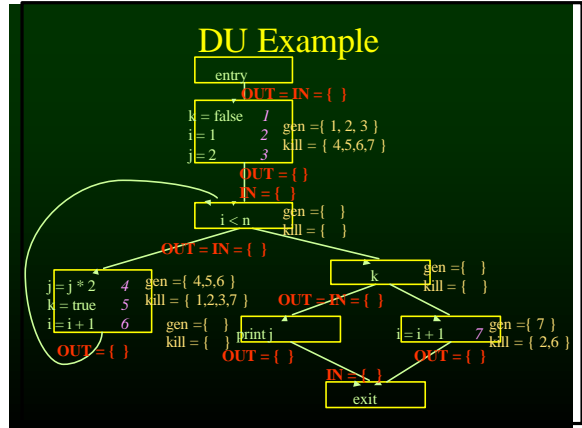 DU Example
entry
OUT = IN = { }
k = false 1
i = 1 2
j = 2 3
gen ={ 1, 2, 3 }
kill = { 4,5,6,7 }
OUT = { }
IN = { }
i < n
gen ={ }
kill = { }
OUT = IN = { }
k
gen ={ }
kill = { }
j = j * 2 4
k = true 5
i = i + 1 6
gen ={ 4,5,6 }
kill = { 1,2,3,7 }
OUT = { }
OUT = IN = { }
gen ={ }
kill = { }
print j
OUT = { }
i = i + 1 7
gen ={ 7 }
kill = { 2,6 }
OUT = { }
IN = { }
exit